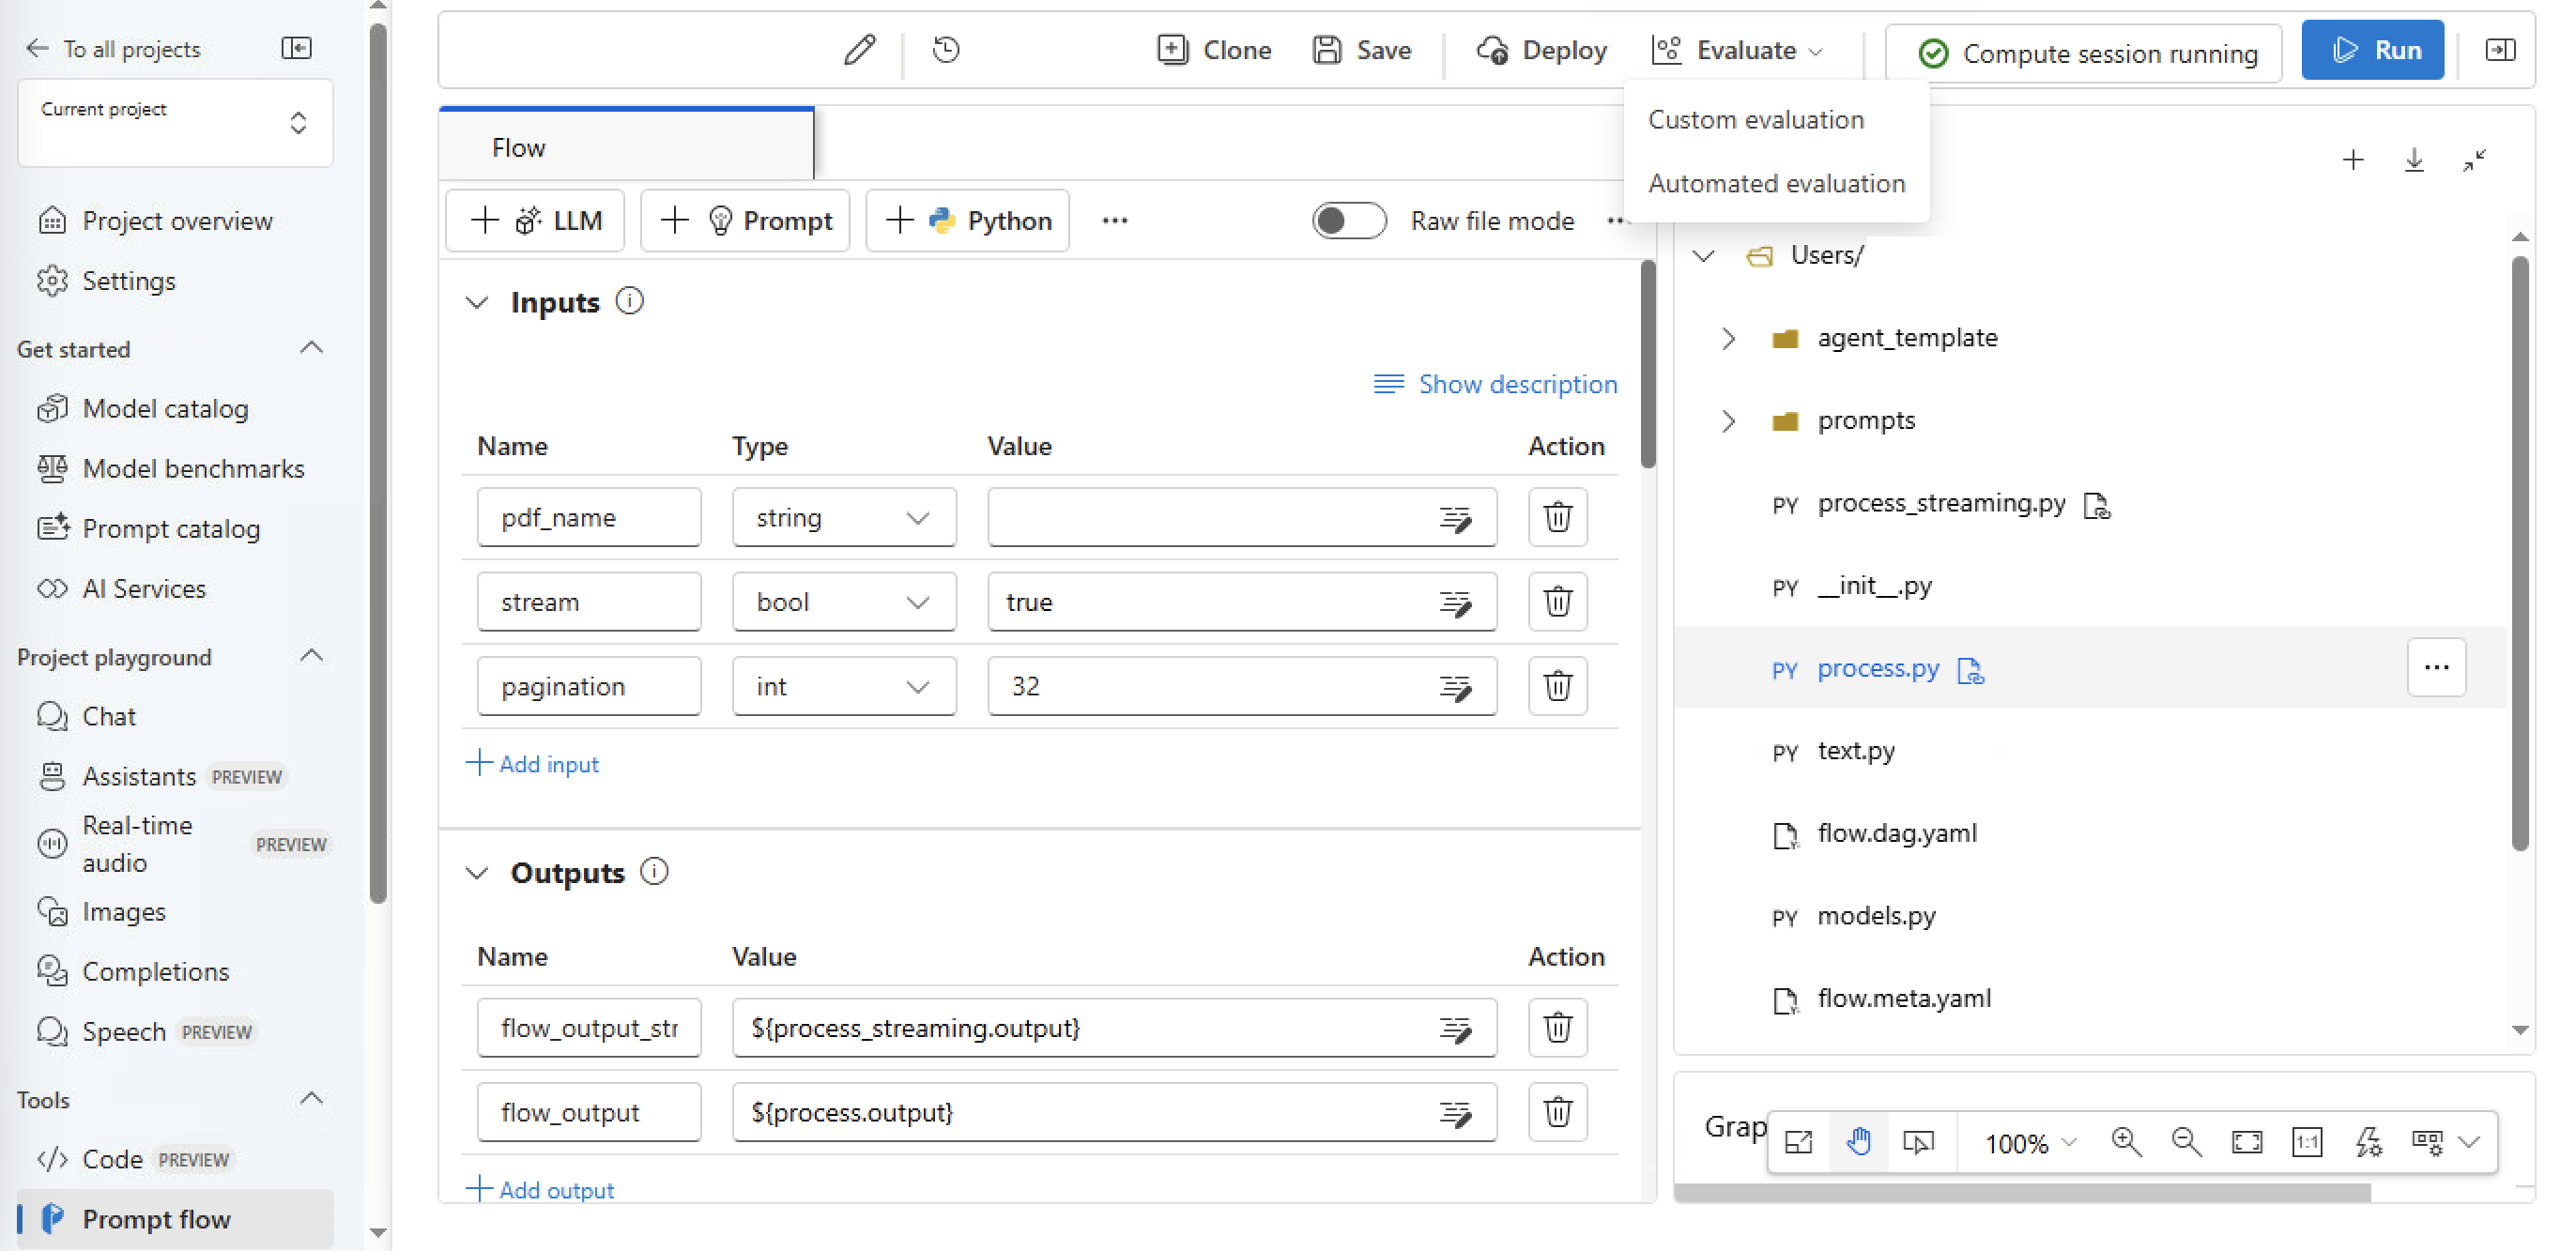 To all projects
Current project
Project overview
Settings
Get started
Model catalog
Model benchmarks
Prompt catalog
AI Services
Project playground
Chat
Assistants PREVIEW
Real-time
audio PREVIEW
Images
Completions
Speech PREVIEW
Tools
Code PREVIEW
Prompt flow
Clone Save Deploy Evaluate Compute session running Run
Custom evaluation
Automated evaluation
Flow
LLM Prompt Python ... Raw file mode ...
Inputs
Show description
Name Type Value Action
pdf_name string
stream bool true
pagination int 32
Add input
Outputs
Name Value Action
flow_output_str ${process_streaming.output}
flow_output ${process.output}
Add output
Users/
agent_template
prompts
PY process_streaming.py
PY __init__.py
PY process.py ...
PY text.py
flow.dag.yaml
PY models.py
flow.meta.yaml
Grap
100% 1:1